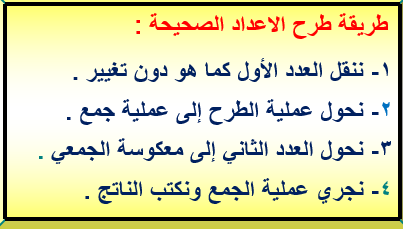 طريقة طرح الاعداد الصحيحة :
١- ننقل العدد الأول كما هو دون تغيير .
٢- نحول عملية الطرح إلى عملية جمع .
٣- نحول العدد الثاني إلى معكوسة الجمعي .
٤- نجري عملية الجمع ونكتب الناتج .